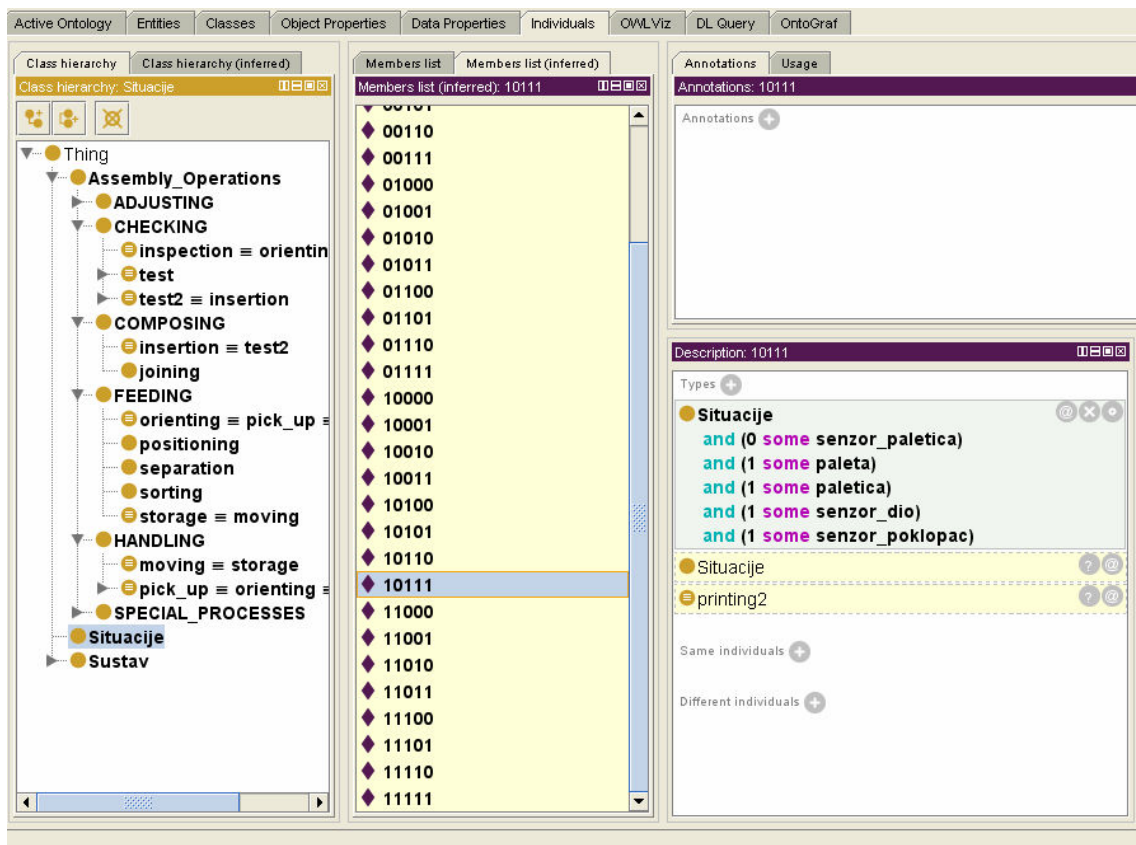 Active Ontology Entities Classes Object Properties Data Properties Individuals OWLViz DL Query OntoGraf
Class hierarchy Class hierarchy (inferred)
Class hierarchy: Situacije
Thing
Assembly_Operations
ADJUSTING
CHECKING
inspection ≡ orientin
test
test2 ≡ insertion
COMPOSING
insertion ≡ test2
joining
FEEDING
orienting ≡ pick_up ≡
positioning
separation
sorting
storage ≡ moving
HANDLING
moving ≡ storage
pick_up ≡ orienting ≡
SPECIAL_PROCESSES
Situacije
Sustav
Members list Members list (inferred)
Members list (inferred): 10111
00101
00110
00111
01000
01001
01010
01011
01100
01101
01110
01111
10000
10001
10010
10011
10100
10101
10110
10111
11000
11001
11010
11011
11100
11101
11110
11111
Annotations Usage
Annotations: 10111
Annotations
Description: 10111
Types
Situacije
and (0 some senzor_paletica)
and (1 some paleta)
and (1 some paletica)
and (1 some senzor_dio)
and (1 some senzor_poklopac)
Situacije
printing2
Same individuals
Different individuals